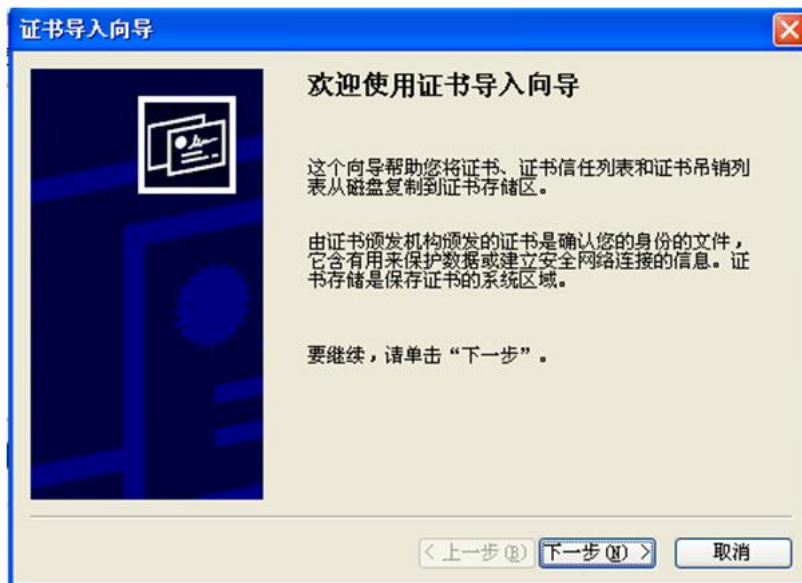 证书导入向导
欢迎使用证书导入向导
这个向导帮助您将证书、证书信任列表和证书吊销列
表从磁盘复制到证书存储区。
由证书颁发机构颁发的证书是确认您的身份的文件，
它含有用来保护数据或建立安全网络连接的信息。证
书存储是保存证书的系统区域。
要继续，请单击“下一步”。
< 上一步(B) 下一步(N) > 取消